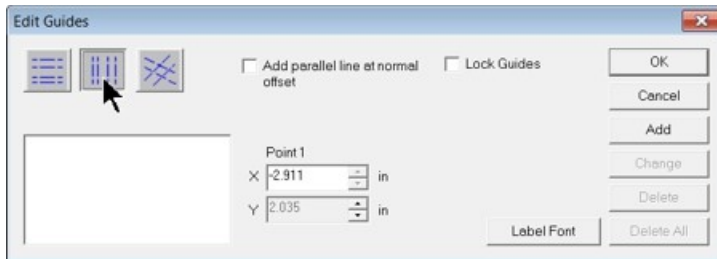 Edit Guides
Add parallel line at normal
offset
Lock Guides
OK
Cancel
Add
Change
Delete
Delete All
Point 1
X -2.911 in
Y 2.035 in
Label Font